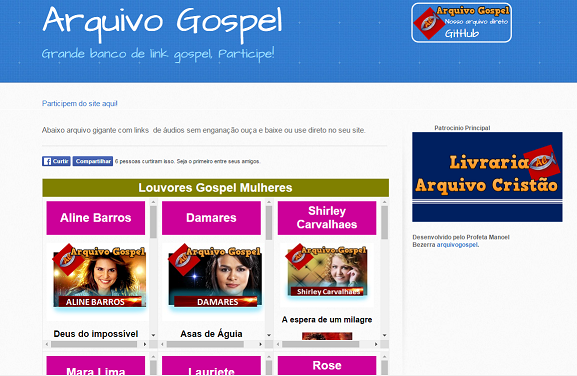 Arquivo Gospel
Grande banco de link gospel, Participe!
Arquivo Gospel
Nosso arquivo direto
GitHub
Participem do site aqui!
Abaixo arquivo gigante com links de áudios sem enganação ouça e baixe ou use direto no seu site.
Curtir Compartilhar 6 pessoas curtiram isso. Seja o primeiro entre seus amigos.
Patrocínio Principal
Livraria AC
Arquivo Cristão
Desenvolvido pelo Profeta Manoel
Bezerra arquivogospel.
Louvores Gospel Mulheres
Aline Barros
Arquivo Gospel
ALINE BARROS
Deus do impossivel
Damares
Arquivo Gospel
DAMARES
Asas de Águia
Shirley
Carvalhaes
Arquivo Gospel
Shirley Carvalhaes
A espera de um milagre
Mara Lima
Lauriete
Rose